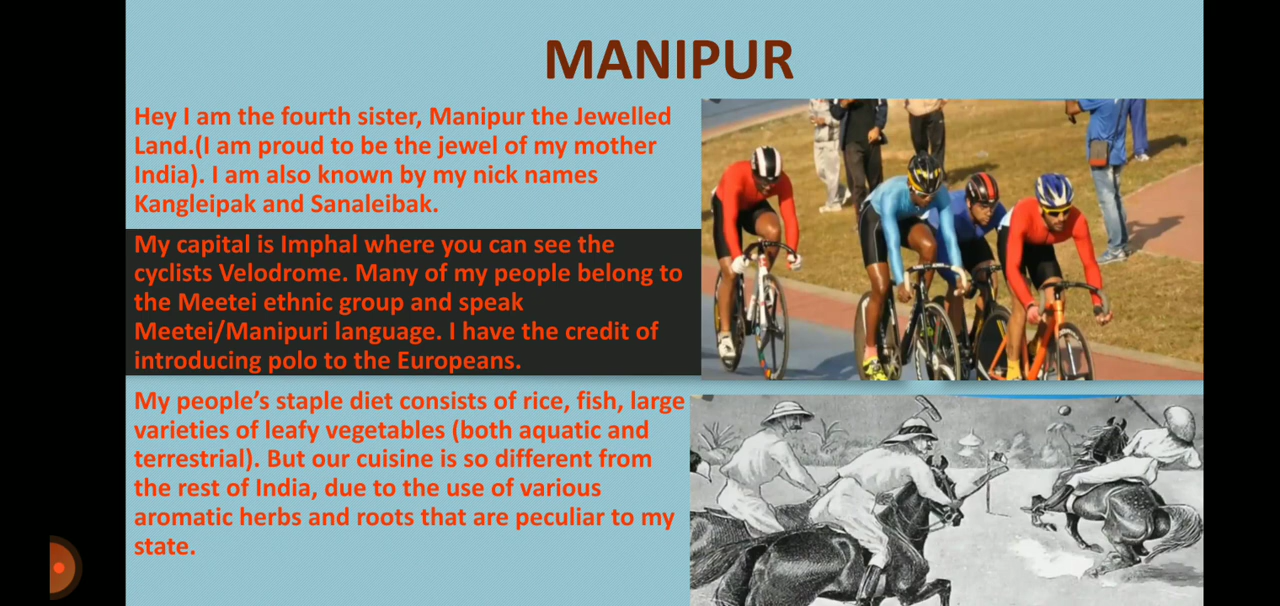 MANIPUR
Hey I am the fourth sister, Manipur the Jewelled
Land.(I am proud to be the jewel of my mother
India). I am also known by my nick names
Kangleipak and Sanaleibak.
My capital is Imphal where you can see the
cyclists Velodrome. Many of my people belong to
the Meetei ethnic group and speak
Meetei/Manipuri language. I have the credit of
introducing polo to the Europeans.
My people’s staple diet consists of rice, fish, large
varieties of leafy vegetables (both aquatic and
terrestrial). But our cuisine is so different from
the rest of India, due to the use of various
aromatic herbs and roots that are peculiar to my
state.